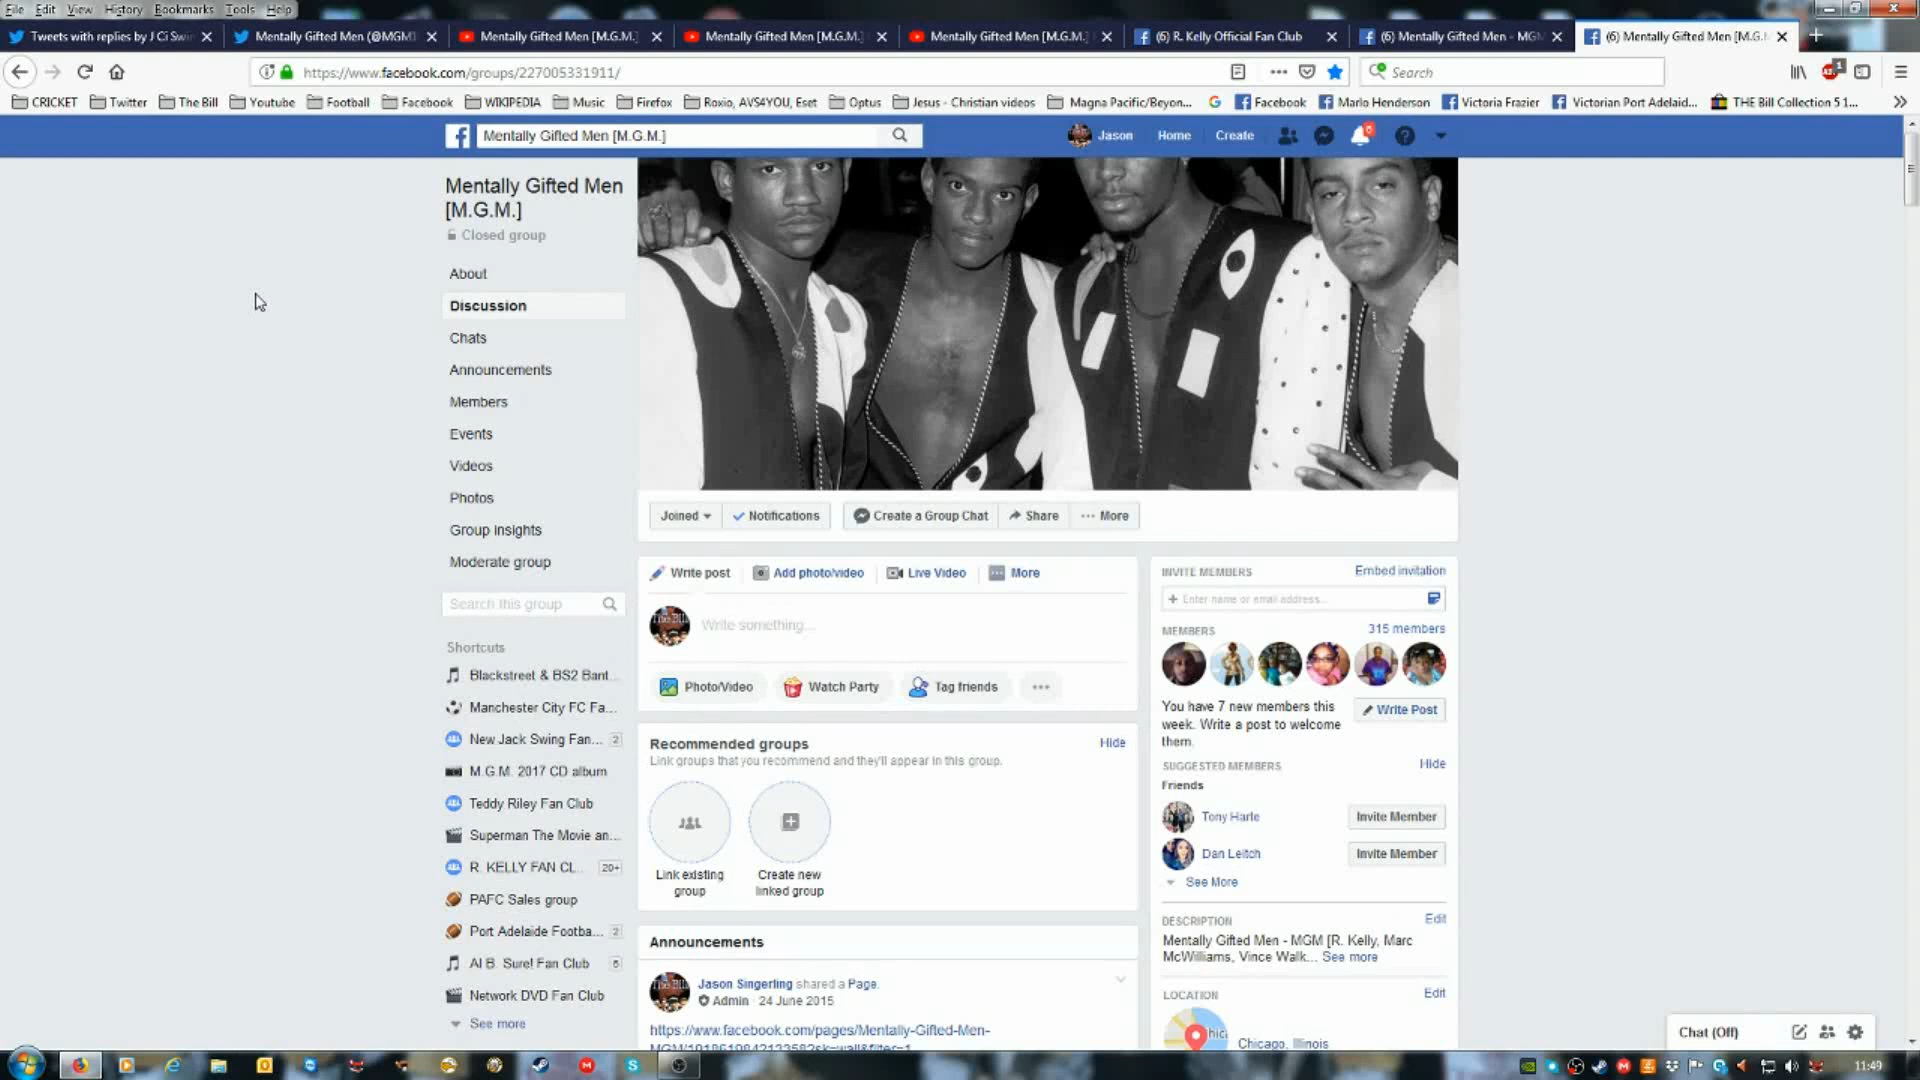 File Edit View History Bookmarks Tools Help
Tweets with replies by J Ci Swin
Mentally Gifted Men (@MGM1
Mentally Gifted Men [M.G.M.]
Mentally Gifted Men [M.G.M.]
Mentally Gifted Men [M.G.M.]
(6) R. Kelly Official Fan Club
(6) Mentally Gifted Men - MGM
(6) Mentally Gifted Men [M.G.M
https://www.facebook.com/groups/227005331911/
Search
CRICKET Twitter The Bill Youtube Football Facebook WIKIPEDIA Music Firefox Roxio, AVS4YOU, Eset Optus Jesus - Christian videos Magna Pacific/Beyon... Facebook Marlo Henderson Victoria Frazier Victorian Port Adelaid... THE Bill Collection 5 1...
Mentally Gifted Men [M.G.M.]
Jason Home Create
Mentally Gifted Men
[M.G.M.]
Closed group
About
Discussion
Chats
Announcements
Members
Events
Videos
Photos
Group insights
Moderate group
Search this group
Shortcuts
Blackstreet & BS2 Bant...
Manchester City FC Fa...
New Jack Swing Fan... 2
M.G.M. 2017 CD album
Teddy Riley Fan Club
Superman The Movie an...
R. KELLY FAN CL... 20+
PAFC Sales group
Port Adelaide Footba... 2
Al B. Sure! Fan Club 6
Network DVD Fan Club
See more
Joined Notifications Create a Group Chat Share More
Write post Add photo/video Live Video More
Write something...
Photo/Video Watch Party Tag friends
Recommended groups Hide
Link groups that you recommend and they'll appear in this group.
Link existing
group
Create new
linked group
Announcements
Jason Singerling shared a Page.
Admin · 24 June 2015
https://www.facebook.com/pages/Mentally-Gifted-Men-
INVITE MEMBERS Embed invitation
Enter name or email address...
MEMBERS 315 members
You have 7 new members this
week. Write a post to welcome
them.
Write Post
SUGGESTED MEMBERS Hide
Friends
Tony Harle Invite Member
Dan Leitch Invite Member
See More
DESCRIPTION Edit
Mentally Gifted Men - MGM [R. Kelly, Marc
McWilliams, Vince Walk... See more
LOCATION Edit
Chicago, Illinois
Chat (Off)
11:49